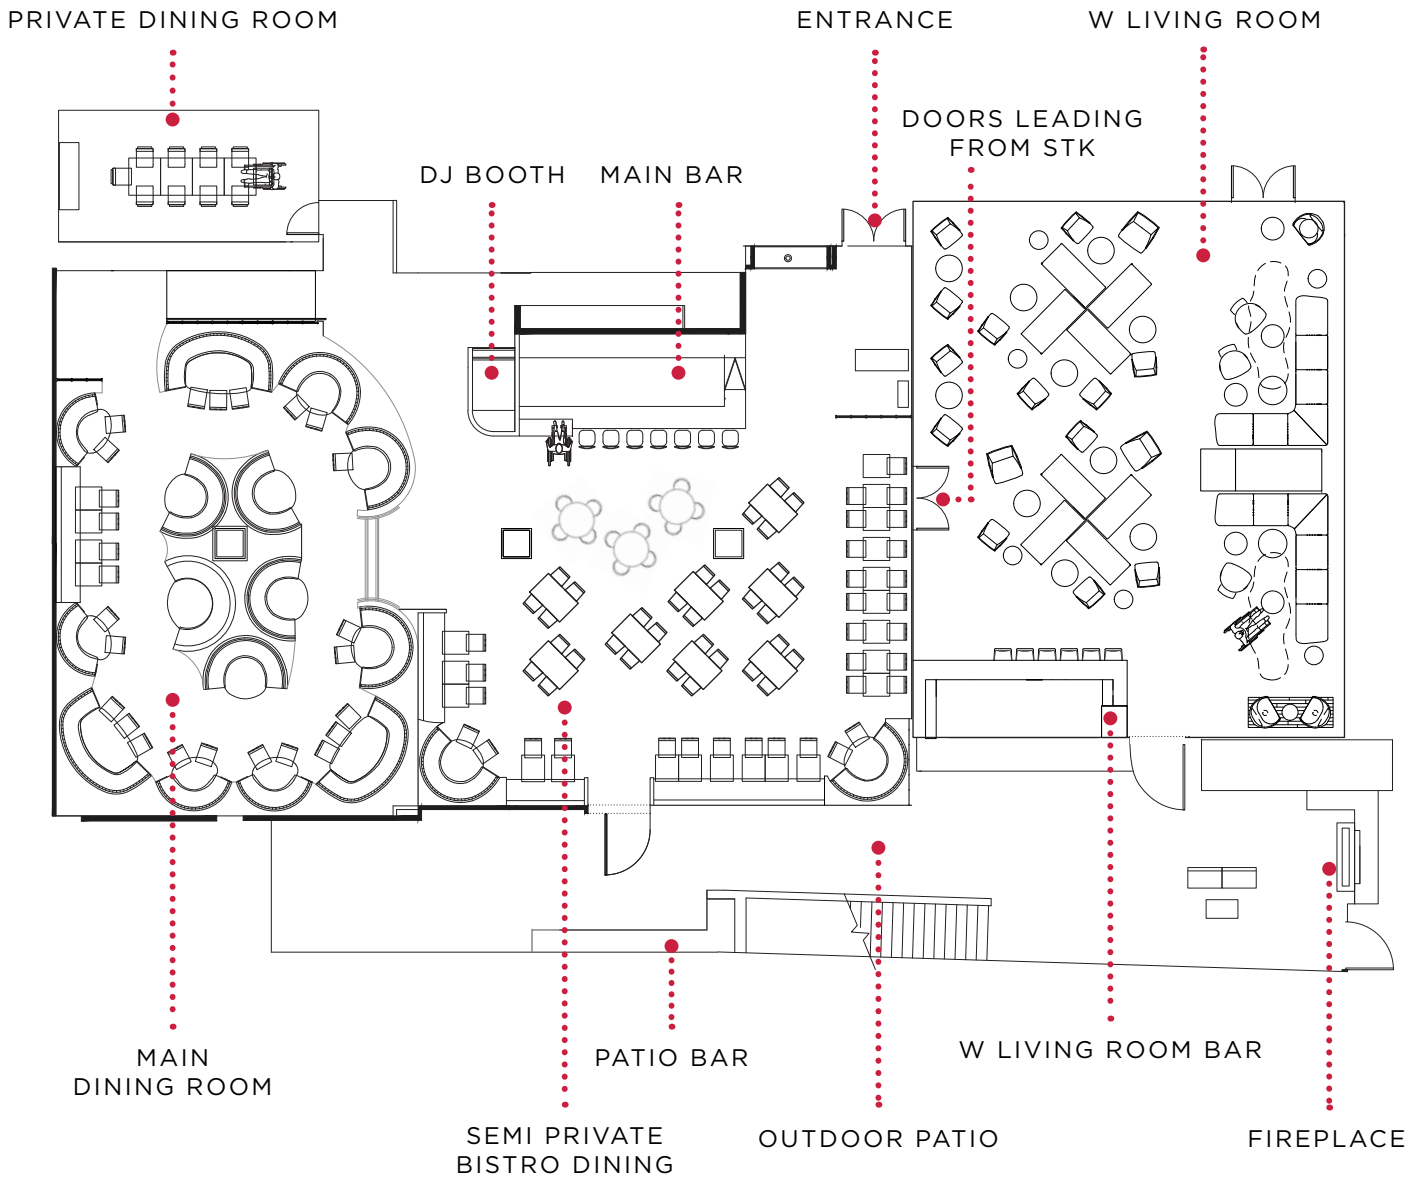 PRIVATE DINING ROOM
ENTRANCE
W LIVING ROOM
DOORS LEADING
FROM STK
DJ BOOTH
MAIN BAR
MAIN
DINING ROOM
PATIO BAR
W LIVING ROOM BAR
SEMI PRIVATE
BISTRO DINING
OUTDOOR PATIO
FIREPLACE